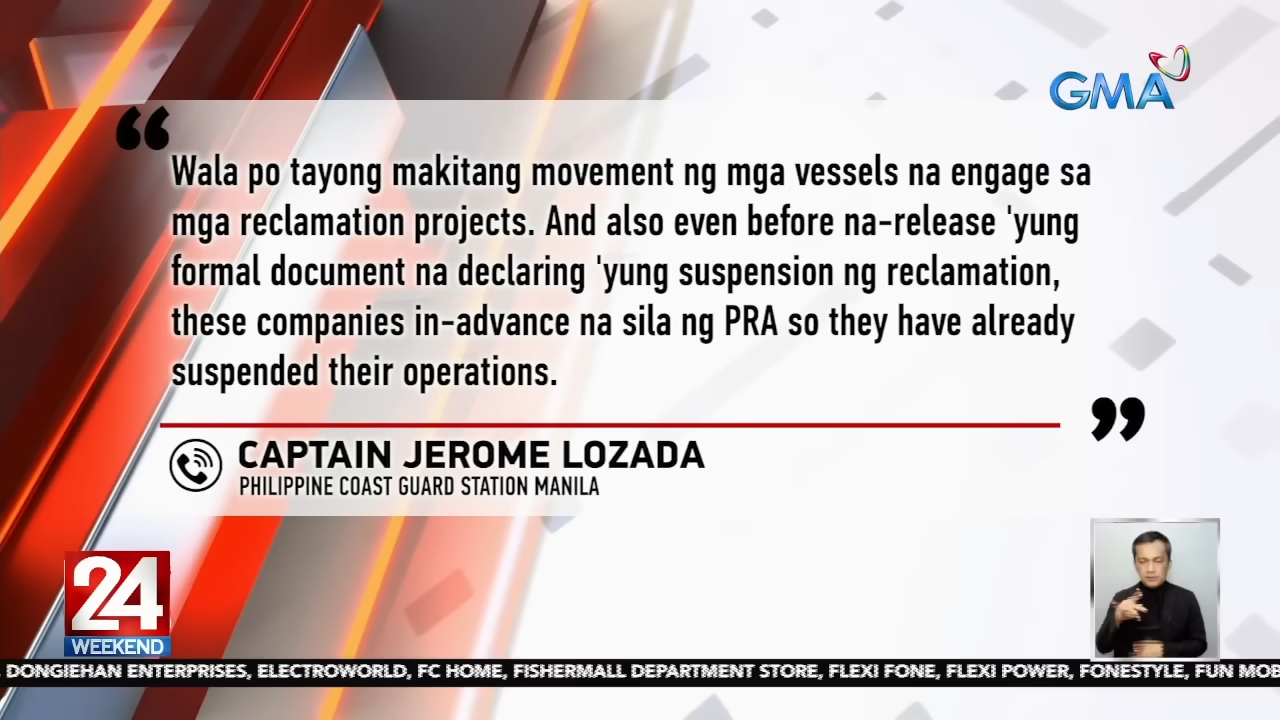 GMA
“
Wala po tayong makitang movement ng mga vessels na engage sa
mga reclamation projects. And also even before na-release 'yung
formal document na declaring 'yung suspension ng reclamation,
these companies in-advance na sila ng PRA so they have already
suspended their operations.
”
CAPTAIN JEROME LOZADA
PHILIPPINE COAST GUARD STATION MANILA
24
WEEKEND
DONGIEHAN ENTERPRISES, ELECTROWORLD, FC HOME, FISHERMALL DEPARTMENT STORE, FLEXI FONE, FLEXI POWER, FONESTYLE, FUN MOB